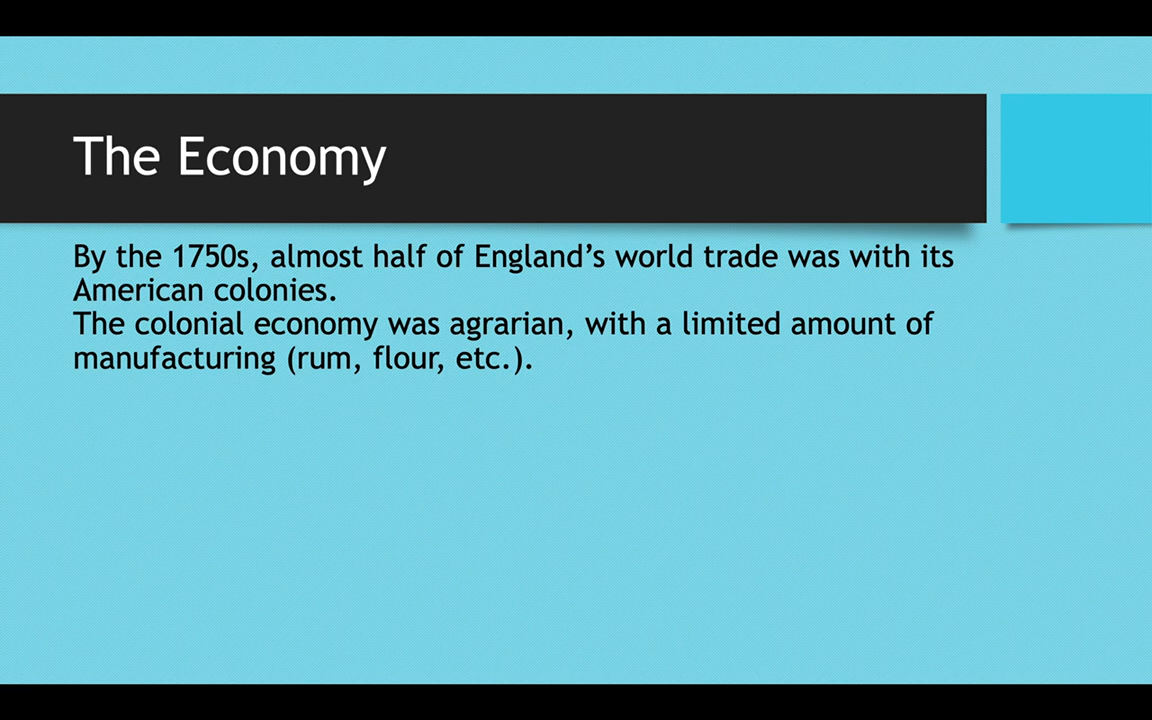 The Economy
By the 1750s, almost half of England’s world trade was with its
American colonies.
The colonial economy was agrarian, with a limited amount of
manufacturing (rum, flour, etc.).